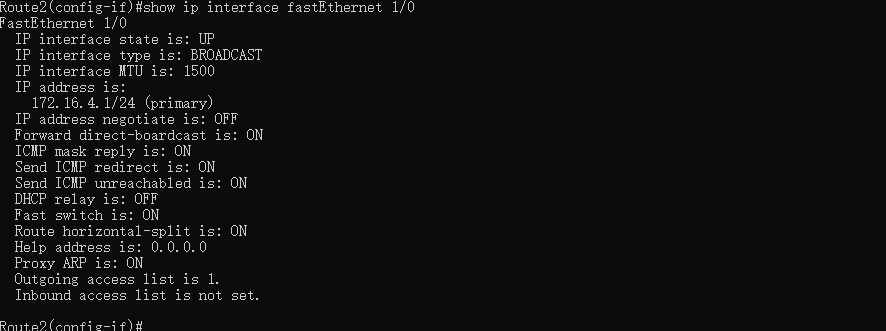 Route2(config-if)#show ip interface fastEthernet 1/0
FastEthernet 1/0
IP interface state is: UP
IP interface type is: BROADCAST
IP interface MTU is: 1500
IP address is:
172.16.4.1/24 (primary)
IP address negotiate is: OFF
Forward direct-boardcast is: ON
ICMP mask reply is: ON
Send ICMP redirect is: ON
Send ICMP unreachabled is: ON
DHCP relay is: OFF
Fast switch is: ON
Route horizontal-split is: ON
Help address is: 0.0.0.0
Proxy ARP is: ON
Outgoing access list is 1.
Inbound access list is not set.
Route2(config-if)#